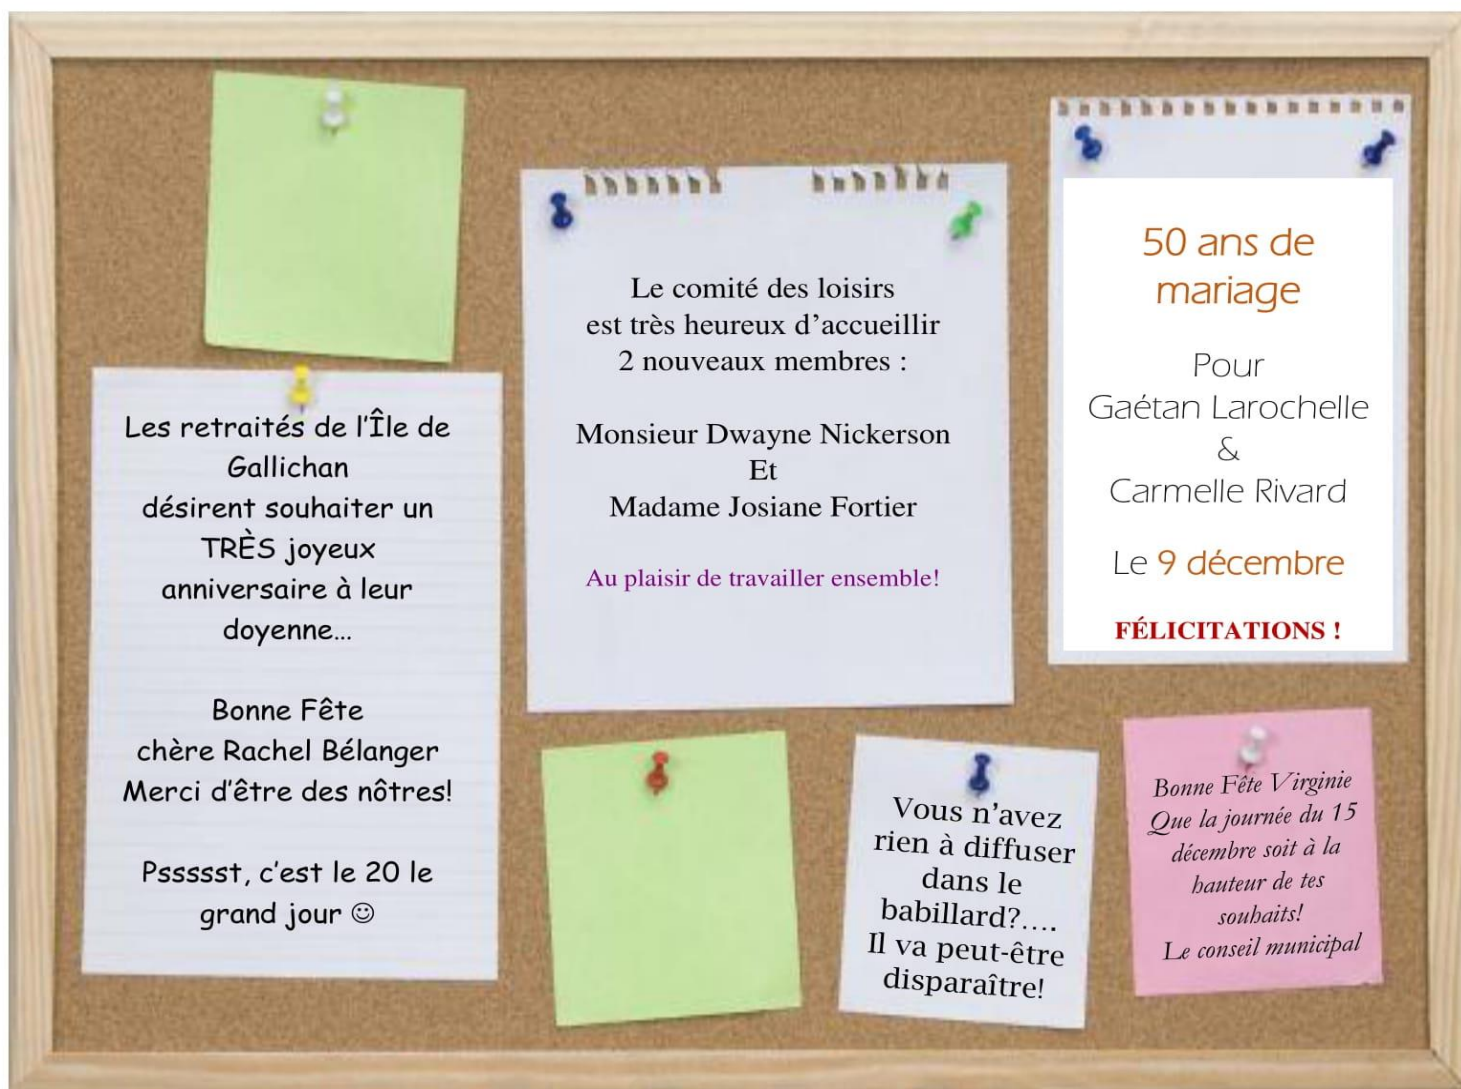 Les retraités de l'Île de
Gallichan
désirent souhaiter un
TRÈS joyeux
anniversaire à leur
doyenne...
Bonne Fête
chère Rachel Bélanger
Merci d'être des nôtres!
Pssssst, c'est le 20 le
grand jour ☺
Le comité des loisirs
est très heureux d'accueillir
2 nouveaux membres :
Monsieur Dwayne Nickerson
Et
Madame Josiane Fortier
Au plaisir de travailler ensemble!
50 ans de
mariage
Pour
Gaétan Larochelle
&
Carmelle Rivard
Le 9 décembre
FÉLICITATIONS !
Vous n'avez
rien à diffuser
dans le
babillard?....
Il va peut-être
disparaître!
Bonne Fête Virginie
Que la journée du 15
décembre soit à la
hauteur de tes
souhaits!
Le conseil municipal